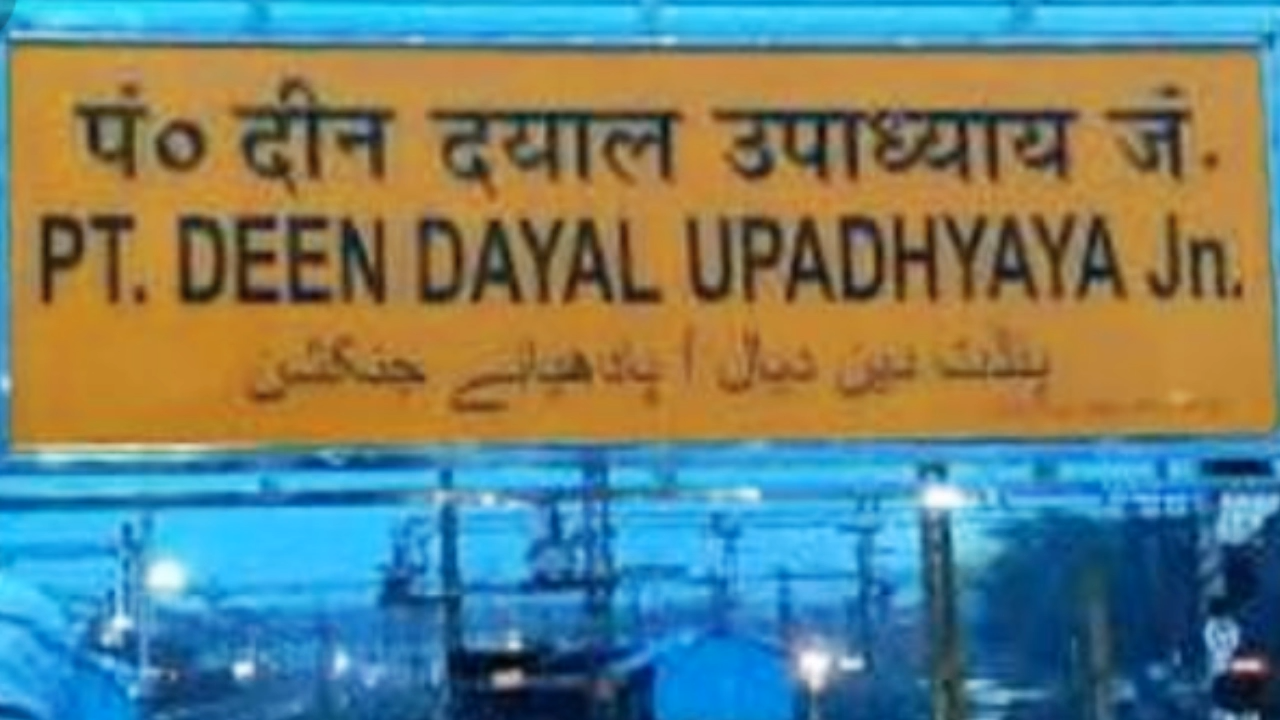 पं० दीन दयाल उपाध्याय जं.
PT. DEEN DAYAL UPADHYAYA Jn.
پنڈت دین دیال اپادھیائے جنکشن